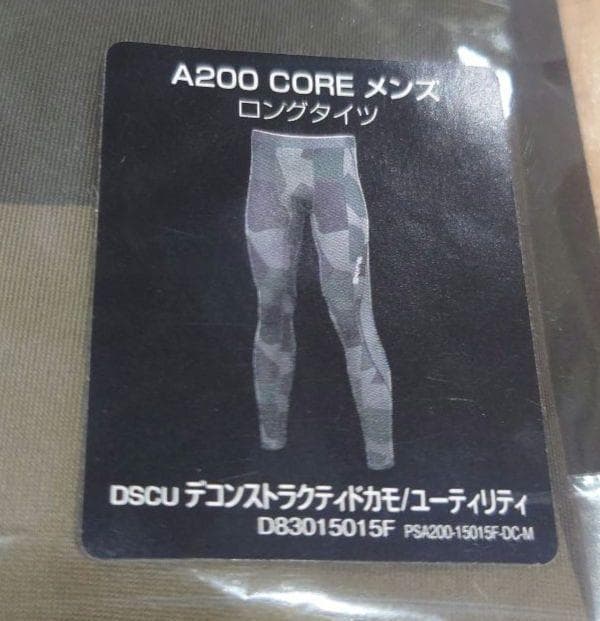 A200 CORE メンズ
ロングタイツ
DSCU デコンストラクティドカモ/ユーティリティ
D83015015F PSA200-15015F-DC-M